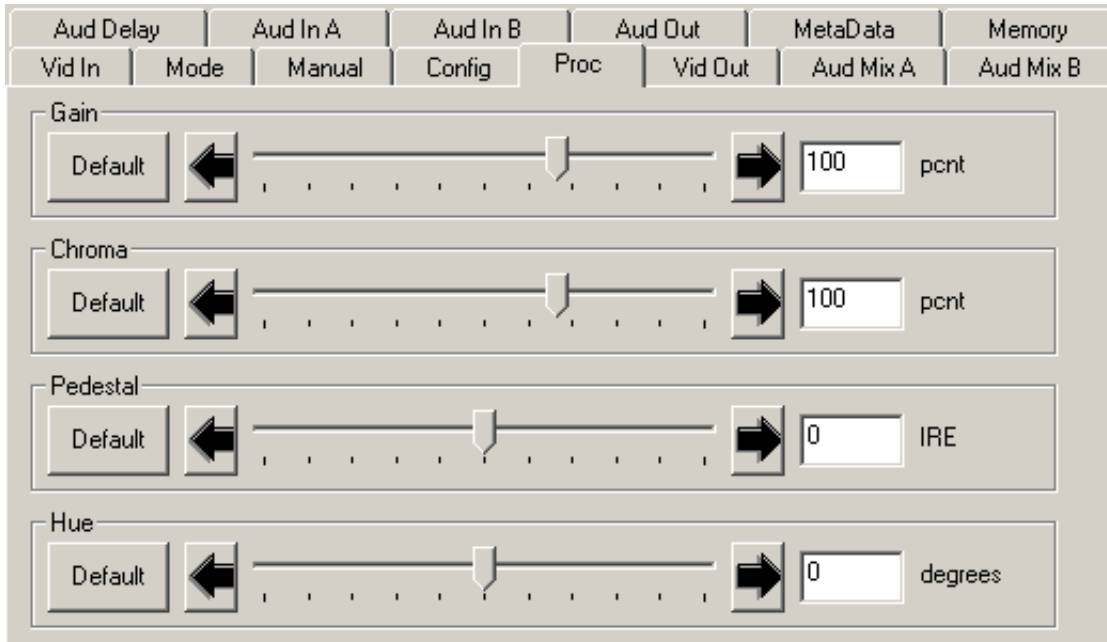 Aud Delay Aud In A Aud In B Aud Out MetaData Memory
Vid In Mode Manual Config Proc Vid Out Aud Mix A Aud Mix B
Gain
Default 100 pcnt
Chroma
Default 100 pcnt
Pedestal
Default 0 IRE
Hue
Default 0 degrees